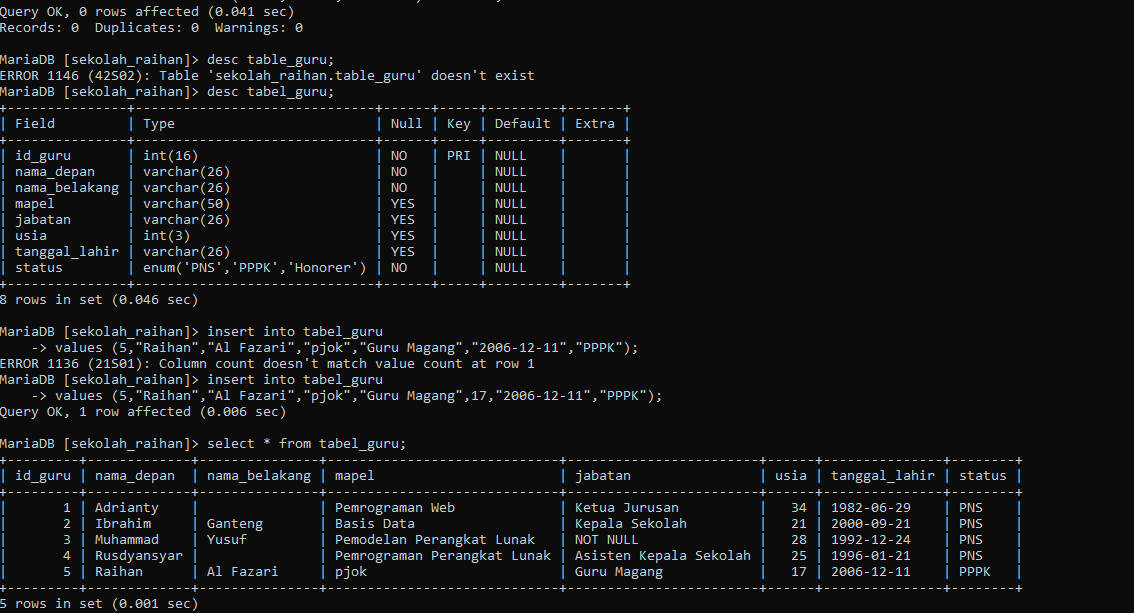 Query OK, 0 rows affected (0.041 sec)
Records: 0  Duplicates: 0  Warnings: 0

MariaDB [sekolah_raihan]> desc table_guru;
ERROR 1146 (42S02): Table 'sekolah_raihan.table_guru' doesn't exist
MariaDB [sekolah_raihan]> desc tabel_guru;
+---------------+------------------------------+------+-----+---------+-------+
| Field         | Type                         | Null | Key | Default | Extra |
+---------------+------------------------------+------+-----+---------+-------+
| id_guru       | int(16)                      | NO   | PRI | NULL    |       |
| nama_depan    | varchar(26)                  | NO   |     | NULL    |       |
| nama_belakang | varchar(26)                  | NO   |     | NULL    |       |
| mapel         | varchar(50)                  | YES  |     | NULL    |       |
| jabatan       | varchar(26)                  | YES  |     | NULL    |       |
| usia          | int(3)                       | YES  |     | NULL    |       |
| tanggal_lahir | varchar(26)                  | YES  |     | NULL    |       |
| status        | enum('PNS','PPPK','Honorer') | NO   |     | NULL    |       |
+---------------+------------------------------+------+-----+---------+-------+
8 rows in set (0.046 sec)

MariaDB [sekolah_raihan]> insert into tabel_guru
    -> values (5,"Raihan","Al Fazari","pjok","Guru Magang","2006-12-11","PPPK");
ERROR 1136 (21S01): Column count doesn't match value count at row 1
MariaDB [sekolah_raihan]> insert into tabel_guru
    -> values (5,"Raihan","Al Fazari","pjok","Guru Magang",17,"2006-12-11","PPPK");
Query OK, 1 row affected (0.006 sec)

MariaDB [sekolah_raihan]> select * from tabel_guru;
+---------+------------+---------------+----------------------------+------------------------+------+---------------+--------+
| id_guru | nama_depan  | nama_belakang | mapel                      | jabatan                | usia | tanggal_lahir | status |
+---------+-------------+---------------+----------------------------+------------------------+------+---------------+--------+
|       1 | Adrianty    |               | Pemrograman Web            | Ketua Jurusan          |   34 | 1982-06-29    | PNS    |
|       2 | Ibrahim     | Ganteng       | Basis Data                 | Kepala Sekolah         |   21 | 2000-09-21    | PNS    |
|       3 | Muhammad    | Yusuf         | Pemodelan Perangkat Lunak  | NOT NULL               |   28 | 1992-12-24    | PNS    |
|       4 | Rusdyansyar |               | Pemrograman Perangkat Lunak | Asisten Kepala Sekolah |   25 | 1996-01-21    | PNS    |
|       5 | Raihan      | Al Fazari     | pjok                       | Guru Magang            |   17 | 2006-12-11    | PPPK   |
+---------+-------------+---------------+----------------------------+------------------------+------+---------------+--------+
5 rows in set (0.001 sec)